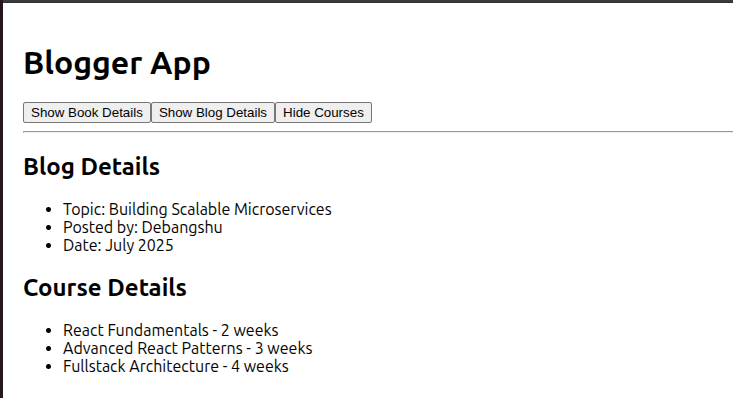 Blogger App
Show Book Details Show Blog Details Hide Courses
Blog Details
Topic: Building Scalable Microservices
Posted by: Debangshu
Date: July 2025
Course Details
React Fundamentals - 2 weeks
Advanced React Patterns - 3 weeks
Fullstack Architecture - 4 weeks